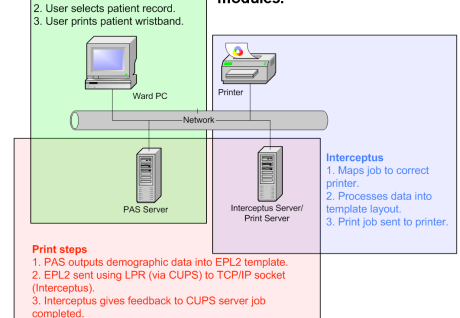 modules.
2. User selects patient record.
3. User prints patient wristband.
Ward PC
Printer
Network
PAS Server
Interceptus Server/
Print Server
Interceptus
1. Maps job to correct
printer.
2. Processes data into
template layout.
3. Print job sent to printer.
Print steps
1. PAS outputs demographic data into EPL2 template.
2. EPL2 sent using LPR (via CUPS) to TCP/IP socket
(Interceptus).
3. Interceptus gives feedback to CUPS server job
completed.